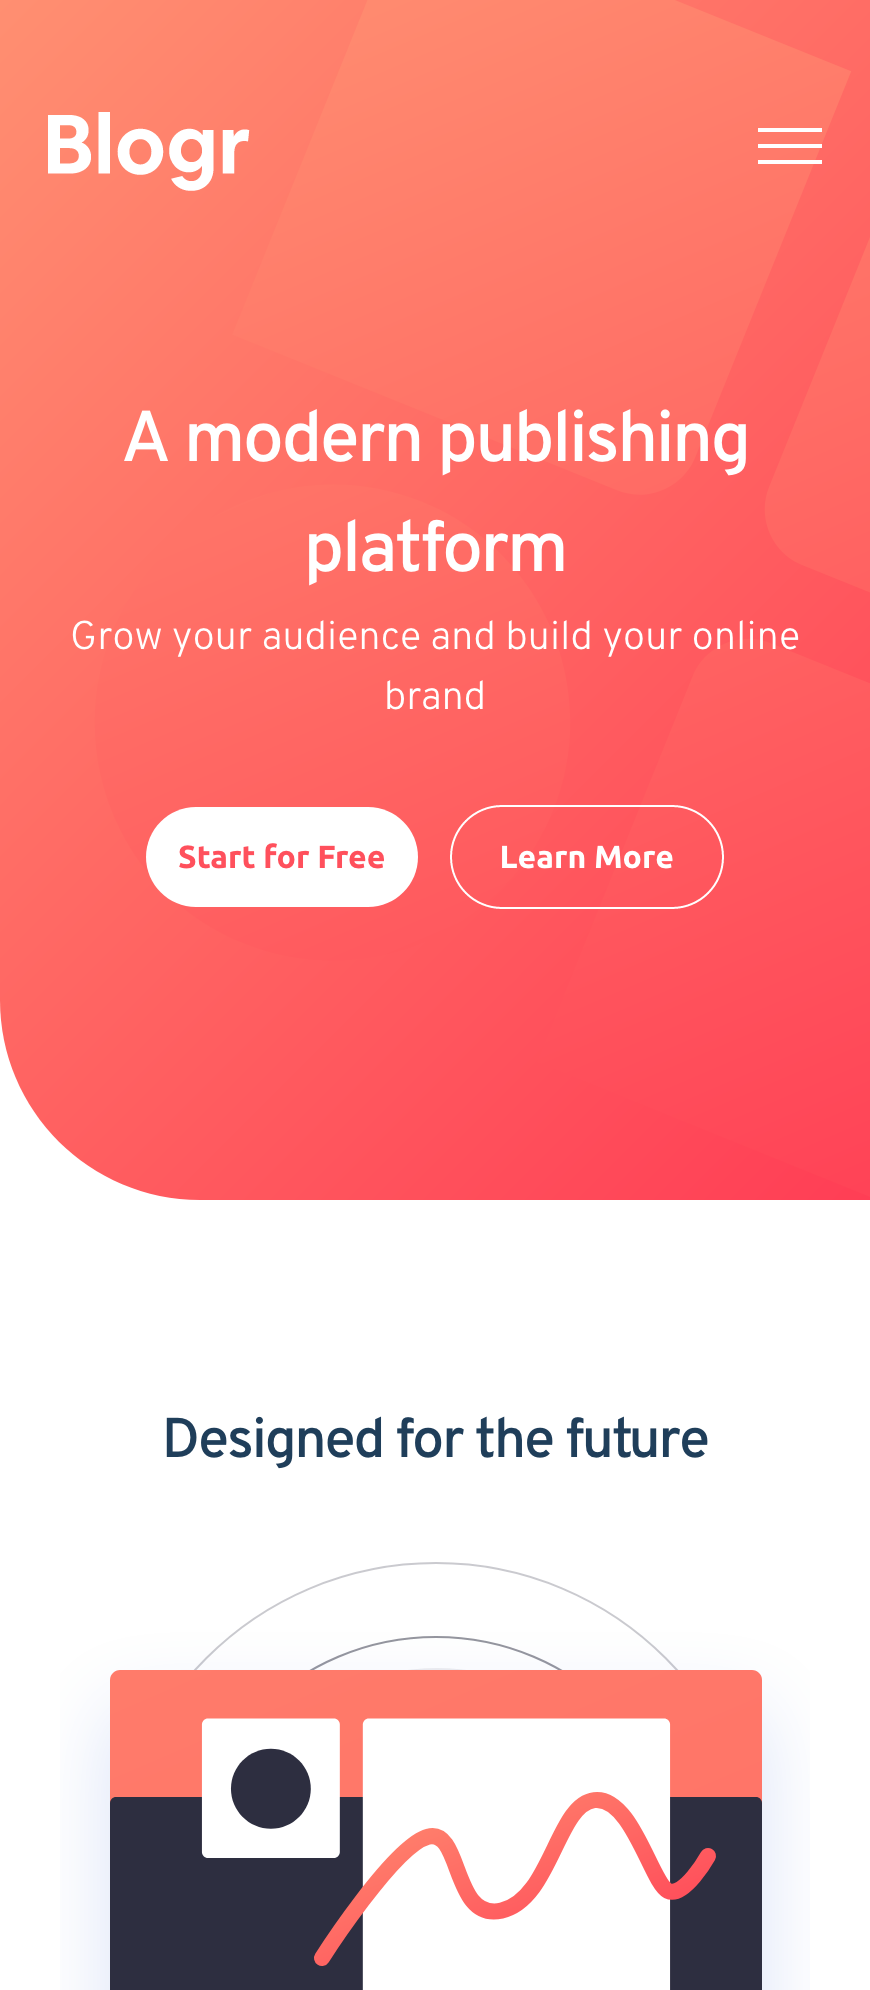 Blogr
A modern publishing
platform
Grow your audience and build your online
brand
Start for Free
Learn More
Designed for the future